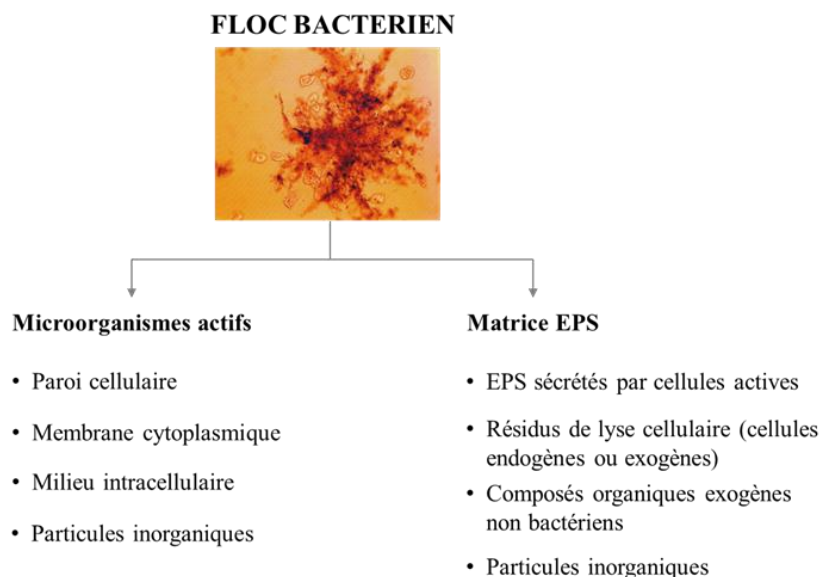 FLOC BACTERIEN
Microorganismes actifs
• Paroi cellulaire
• Membrane cytoplasmique
• Milieu intracellulaire
• Particules inorganiques
Matrice EPS
• EPS sécrétés par cellules actives
• Résidus de lyse cellulaire (cellules
endogènes ou exogènes)
• Composés organiques exogènes
non bactériens
• Particules inorganiques